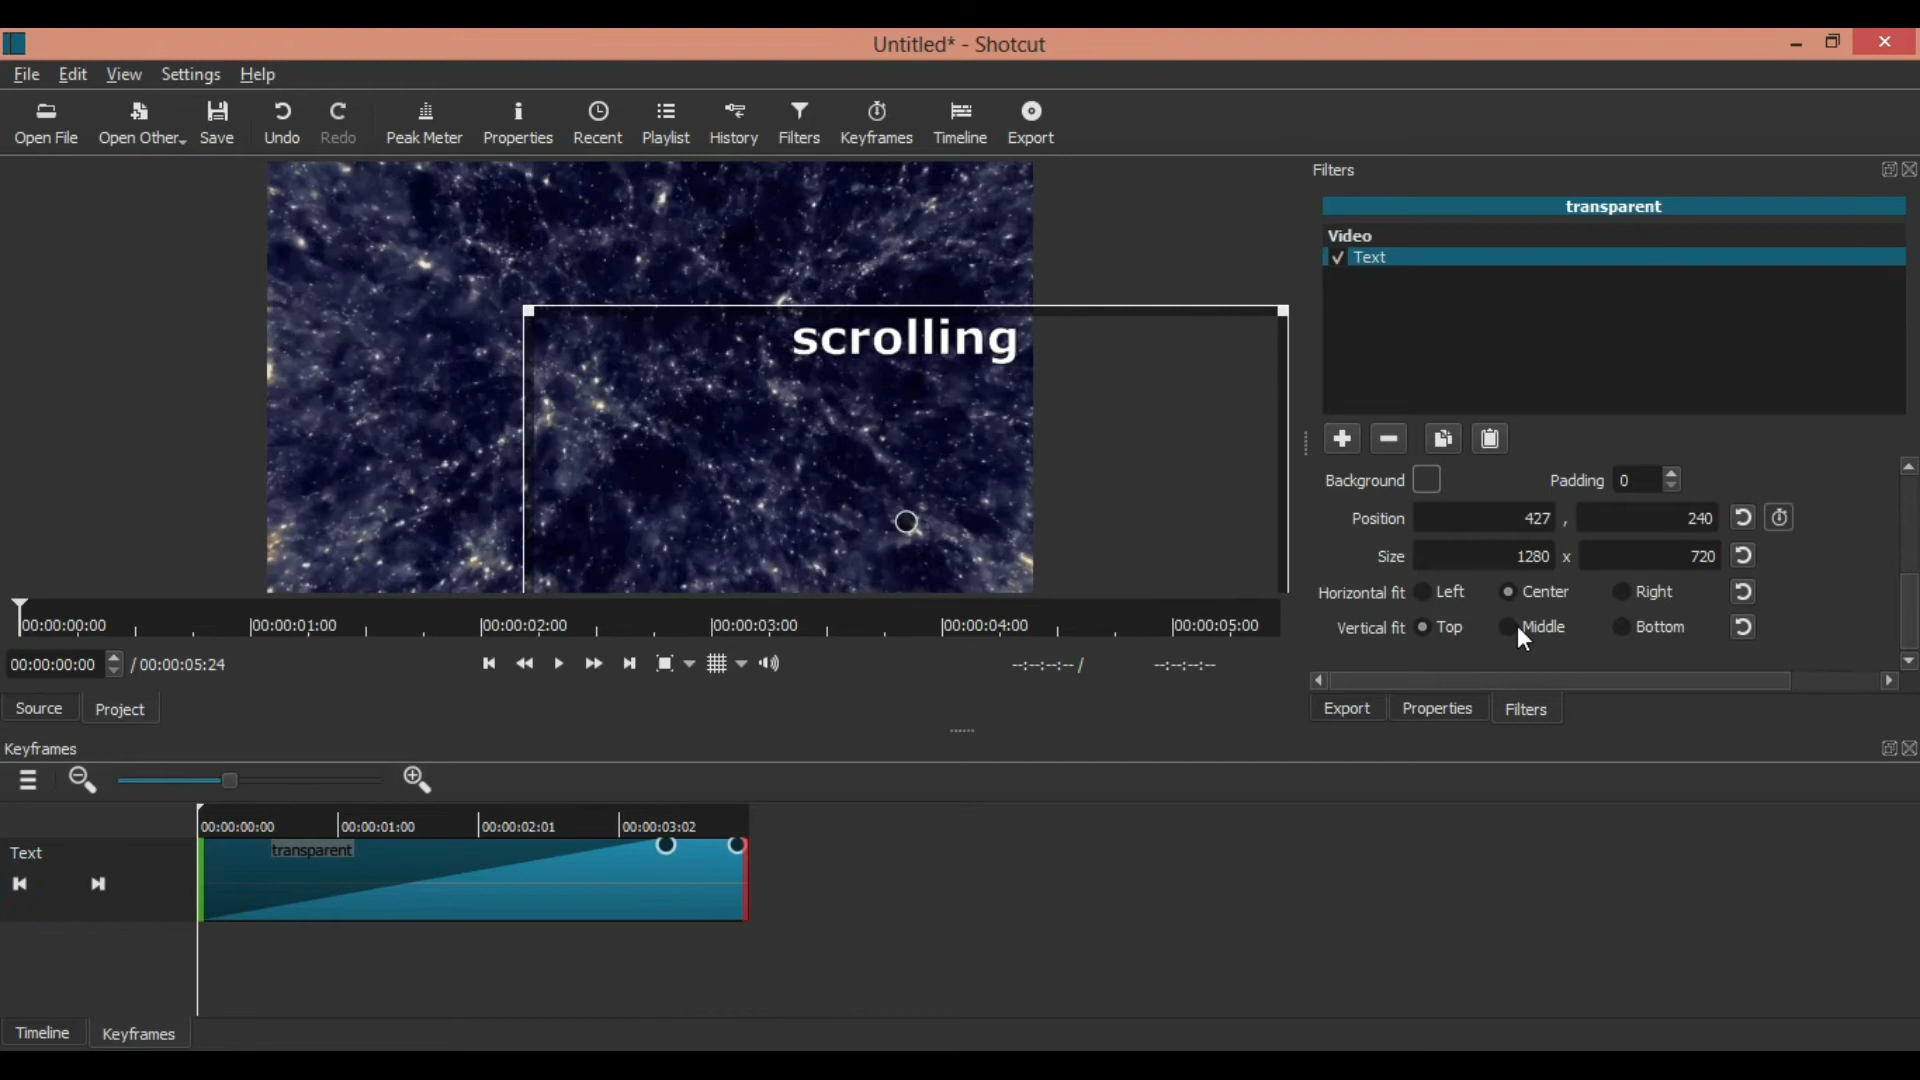 Untitled* - Shotcut
File Edit View Settings Help
Open File Open Other... Save Undo Redo Peak Meter Properties Recent Playlist History Filters Keyframes Timeline Export
scrolling
Filters
transparent
Video
Text
Background Padding 0
Position 427 , 240
Size 1280 x 720
Horizontal fit Left Center Right
Vertical fit Top Middle Bottom
00:00:00:00 00:00:01:00 00:00:02:00 00:00:03:00 00:00:04:00 00:00:05:00
00:00:00:00 / 00:00:05:24 --:--:--:-- / --:--:--:--
Source Project
Export Properties Filters
Keyframes
00:00:00:00 00:00:01:00 00:00:02:01 00:00:03:02
Text transparent
Timeline Keyframes